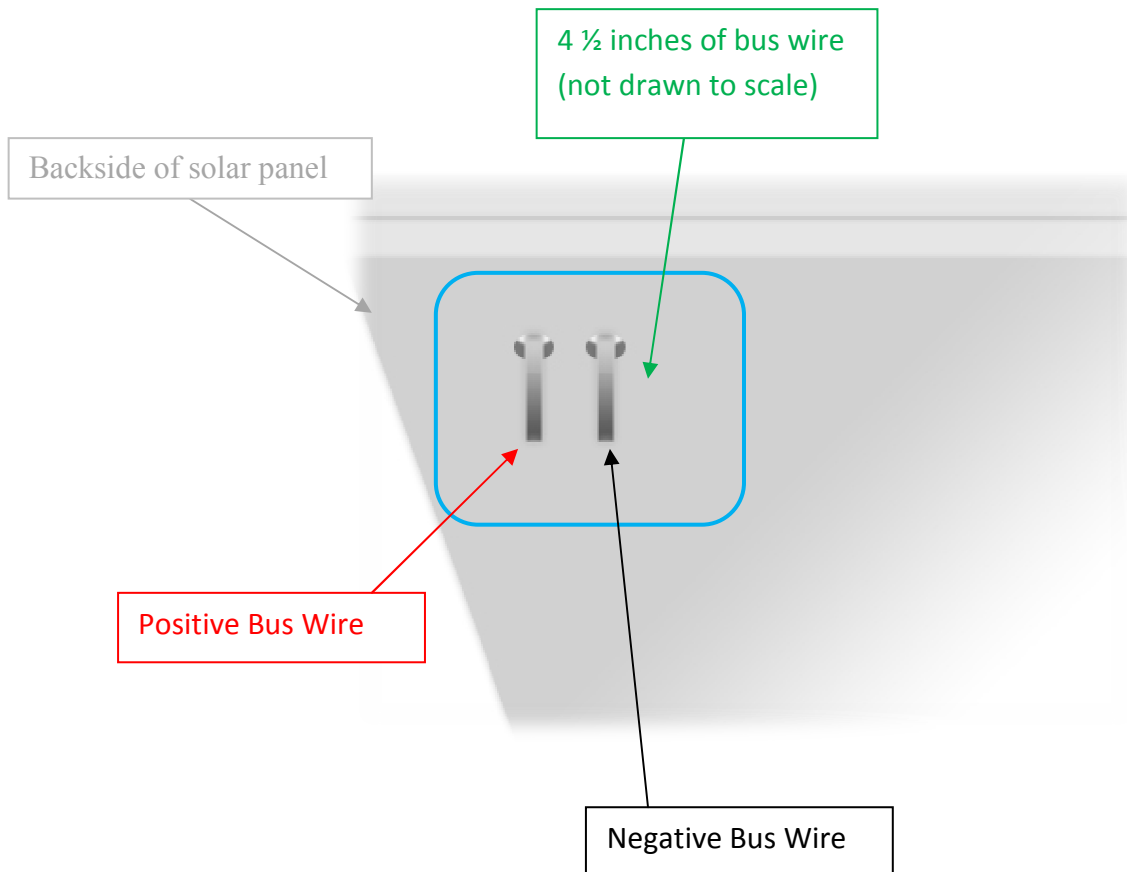 4 ½ inches of bus wire
(not drawn to scale)
Backside of solar panel
Positive Bus Wire
Negative Bus Wire